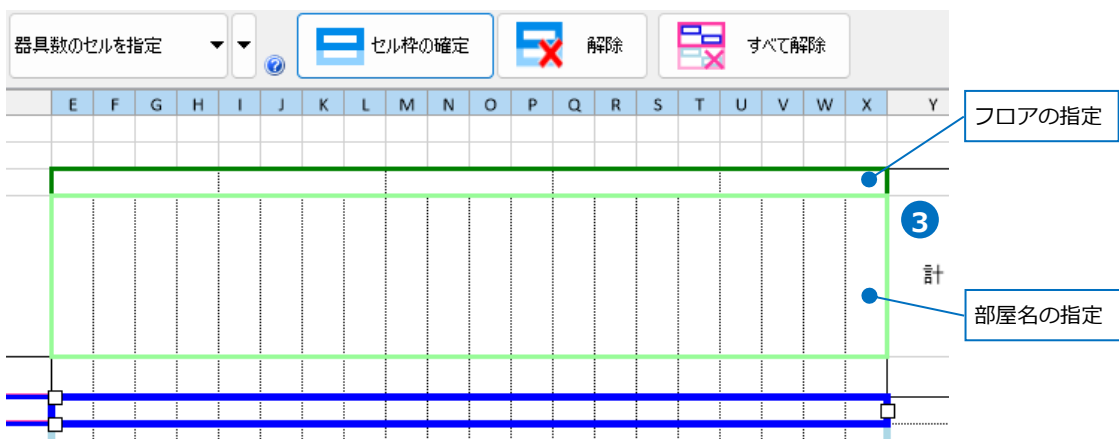 器具数のセルを指定 セル枠の確定 解除 すべて解除
E F G H I J K L M N O P Q R S T U V W X Y
フロアの指定
3
計
部屋名の指定